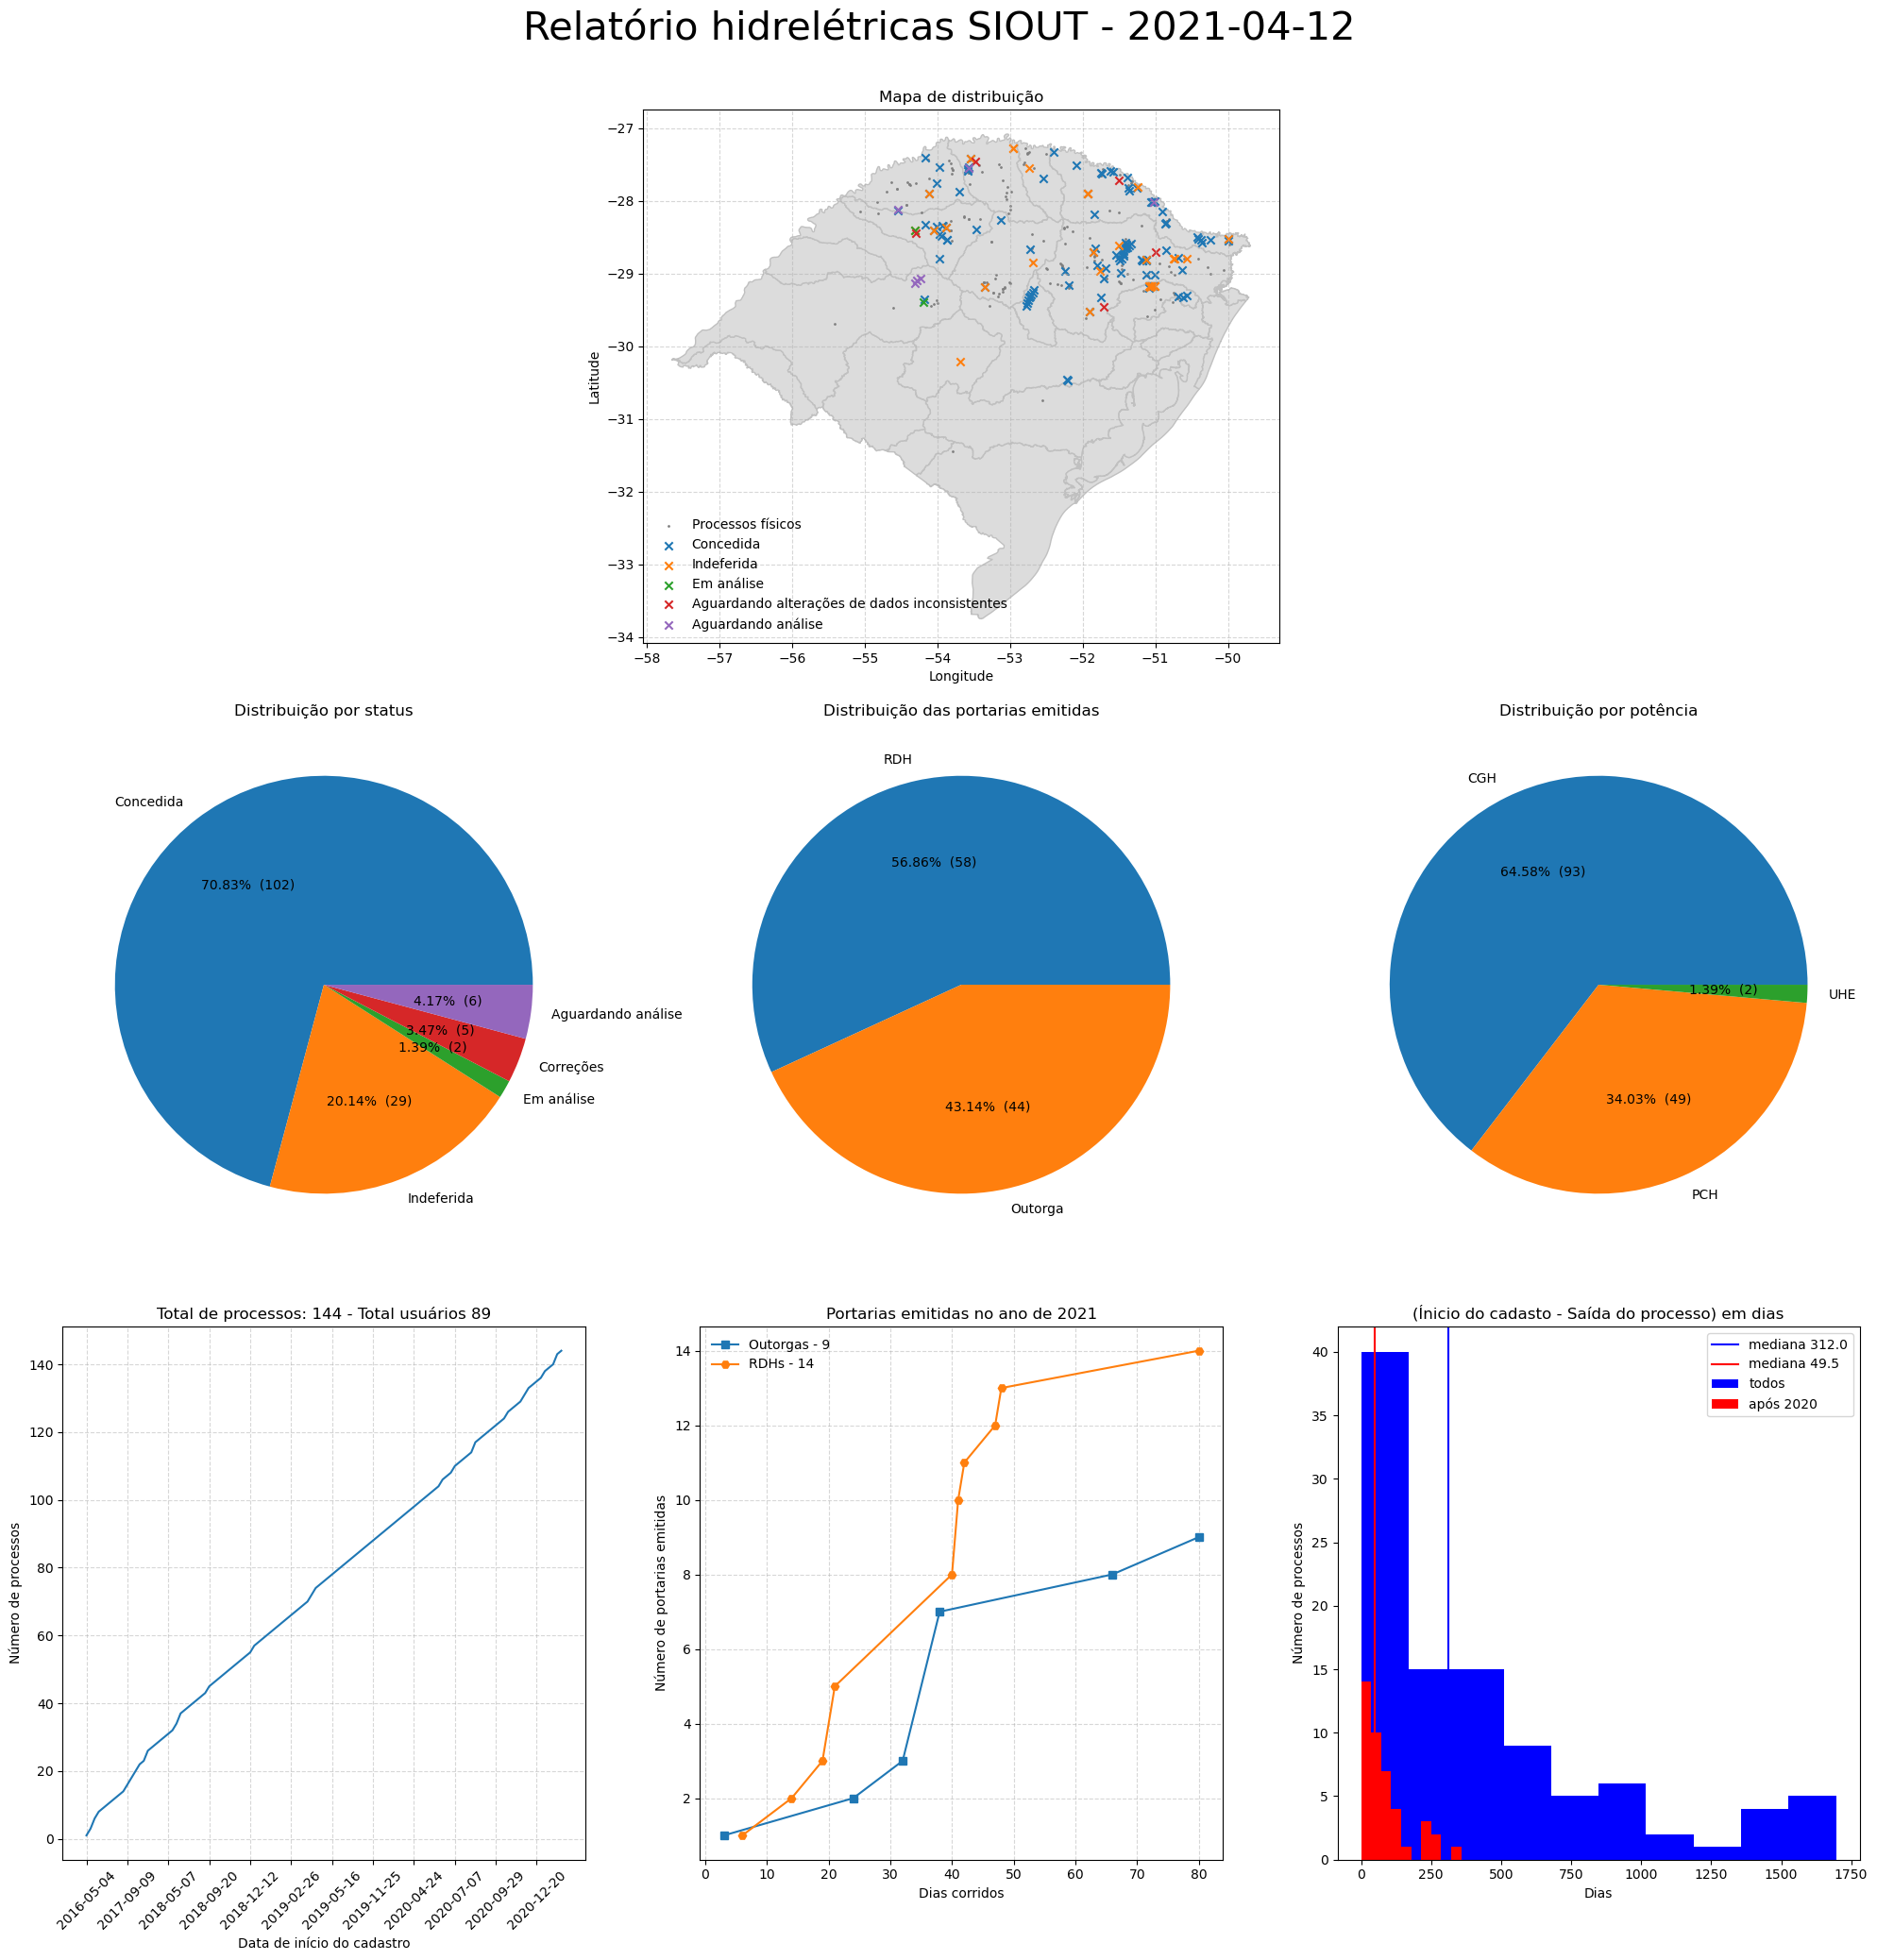 Relatório hidrelétricas SIOUT - 2021-04-12
Mapa de distribuição
−27
−28
−29
−30
−31
−32
−33
−34
Latitude
Processos físicos
Concedida
Indeferida
Em análise
Aguardando alterações de dados inconsistentes
Aguardando análise
−58 −57 −56 −55 −54 −53 −52 −51 −50
Longitude
Distribuição por status
Concedida
70.83% (102)
4.17% (6)
Aguardando análise
3.47% (5)
1.39% (2)
Correções
Em análise
20.14% (29)
Indeferida
Distribuição das portarias emitidas
RDH
56.86% (58)
43.14% (44)
Outorga
Distribuição por potência
CGH
64.58% (93)
1.39% (2)
UHE
34.03% (49)
PCH
Total de processos: 144 - Total usuários 89
140
120
100
80
60
40
20
0
Número de processos
2016-05-04
2017-09-09
2018-05-07
2018-09-20
2018-12-12
2019-02-26
2019-05-16
2019-11-25
2020-04-24
2020-07-07
2020-09-29
2020-12-20
Data de início do cadastro
Portarias emitidas no ano de 2021
Outorgas - 9
RDHs - 14
14
12
10
8
6
4
2
Número de portarias emitidas
0 10 20 30 40 50 60 70 80
Dias corridos
(Ínicio do cadasto - Saída do processo) em dias
mediana 312.0
mediana 49.5
todos
após 2020
40
35
30
25
20
15
10
5
0
Número de processos
0 250 500 750 1000 1250 1500 1750
Dias